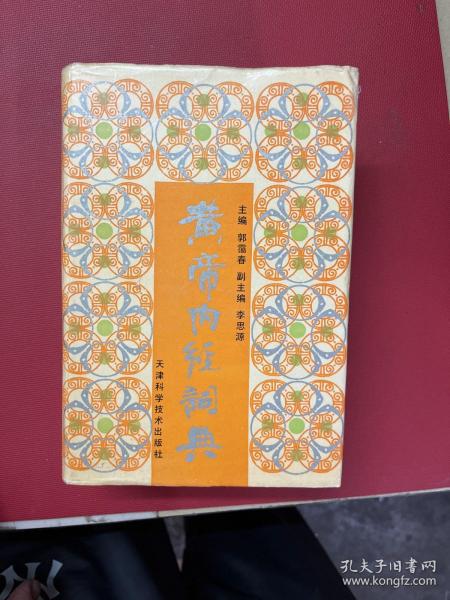 黄帝内经词典
主编 郭霭春 副主编 李思源
天津科学技术出版社
孔夫子旧书网
www.kongfz.com